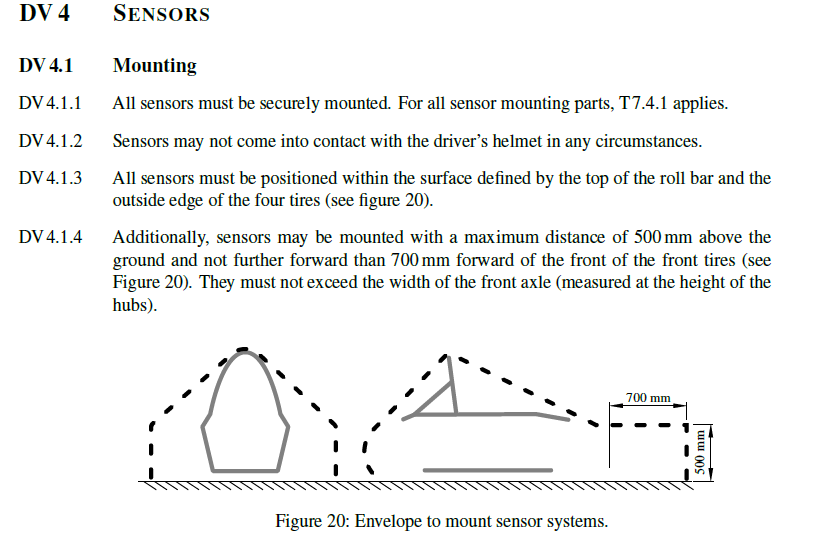 DV 4 SENSORS
DV 4.1 Mounting
DV 4.1.1 All sensors must be securely mounted. For all sensor mounting parts, T7.4.1 applies.
DV 4.1.2 Sensors may not come into contact with the driver's helmet in any circumstances.
DV 4.1.3 All sensors must be positioned within the surface defined by the top of the roll bar and the
outside edge of the four tires (see figure 20).
DV 4.1.4 Additionally, sensors may be mounted with a maximum distance of 500 mm above the
ground and not further forward than 700 mm forward of the front of the front tires (see
Figure 20). They must not exceed the width of the front axle (measured at the height of the
hubs).
700 mm
500 mm
Figure 20: Envelope to mount sensor systems.